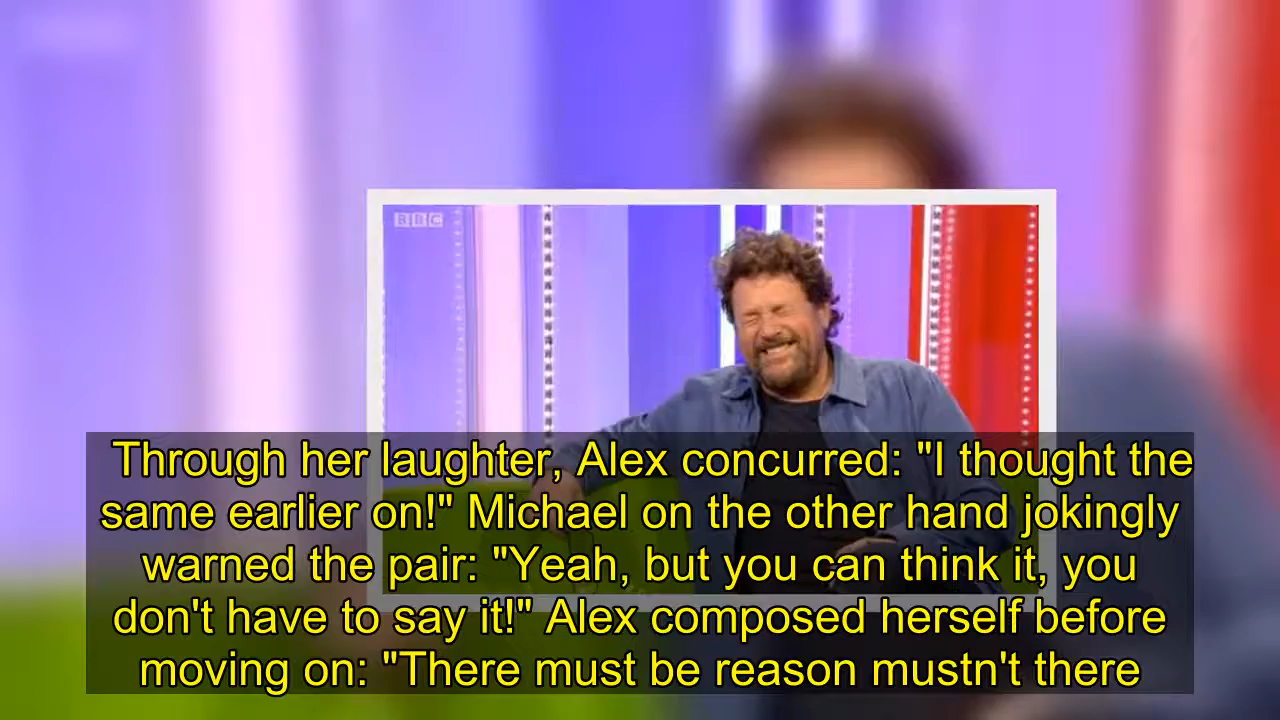 BBC
Through her laughter, Alex concurred: "I thought the
same earlier on!" Michael on the other hand jokingly
warned the pair: "Yeah, but you can think it, you
don't have to say it!" Alex composed herself before
moving on: "There must be reason mustn't there